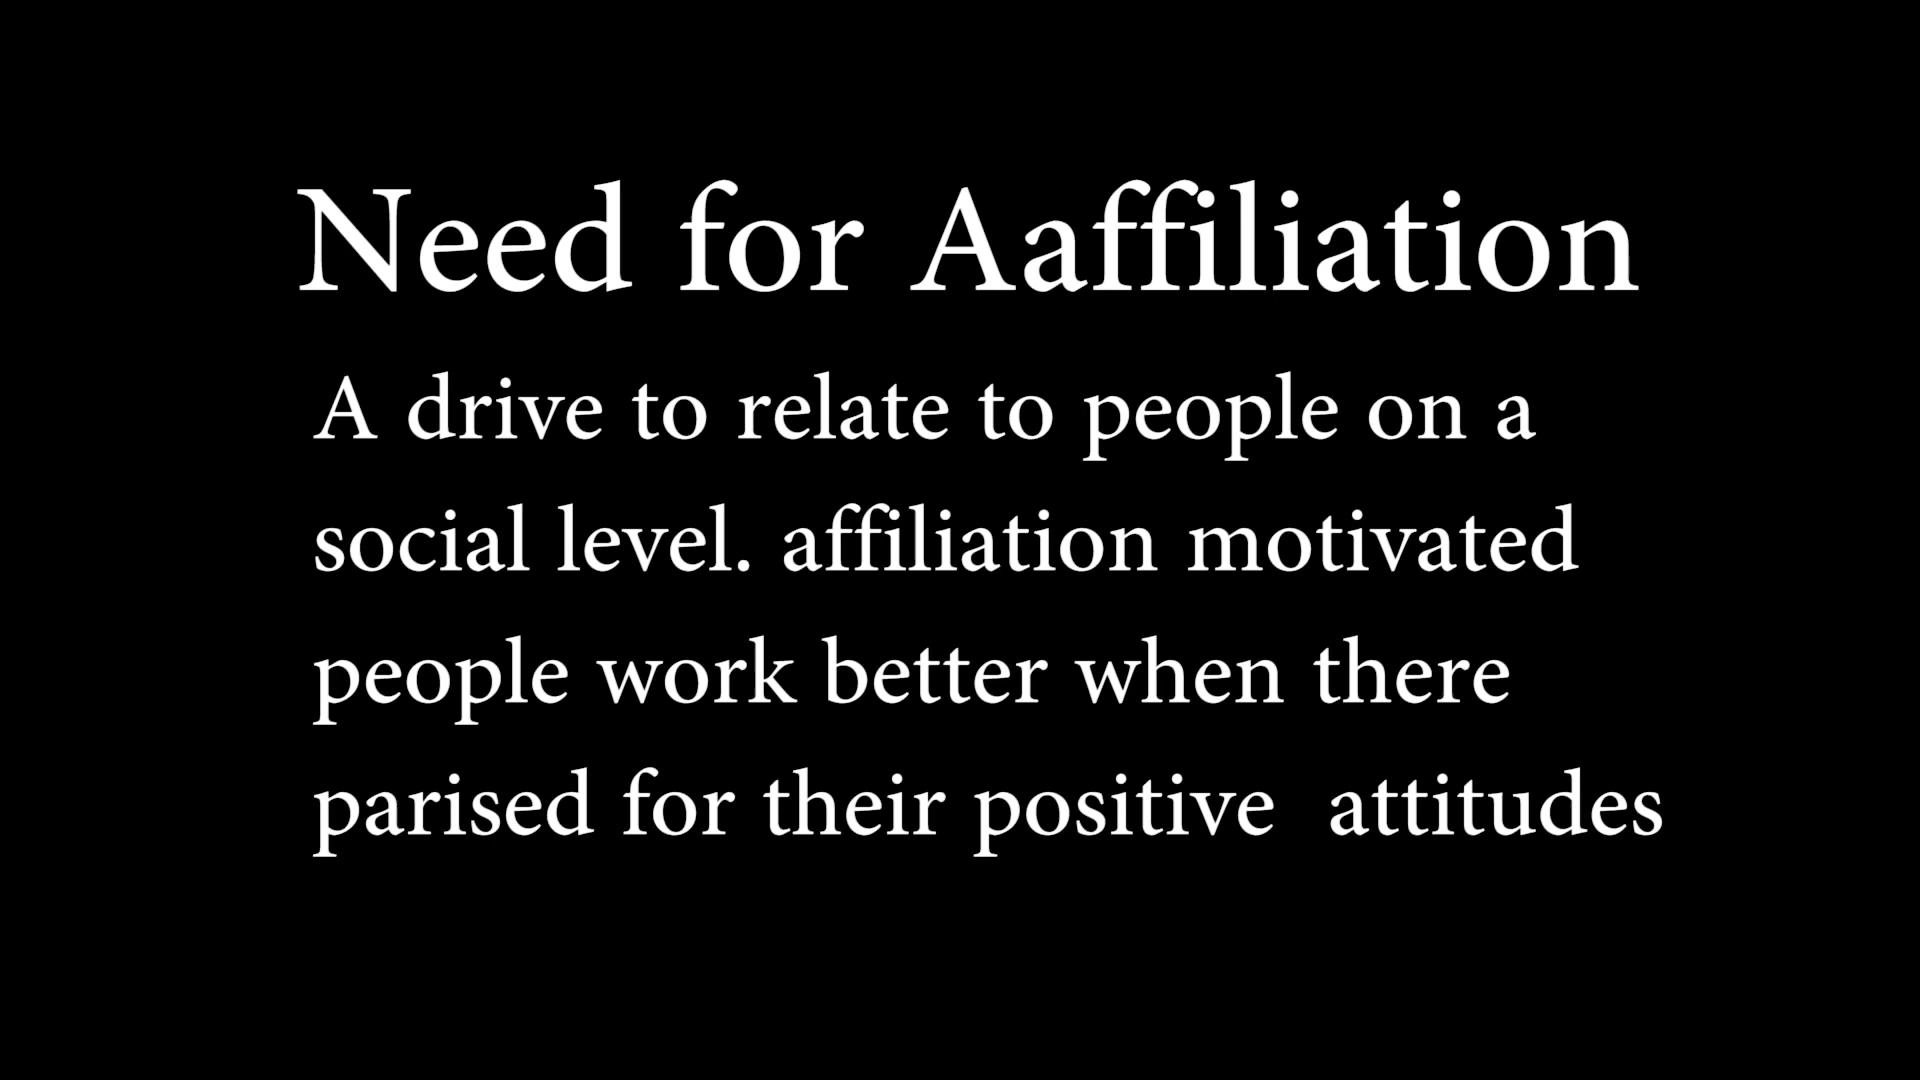 Need for Aaffiliation
A drive to relate to people on a
social level. affiliation motivated
people work better when there
parised for their positive  attitudes